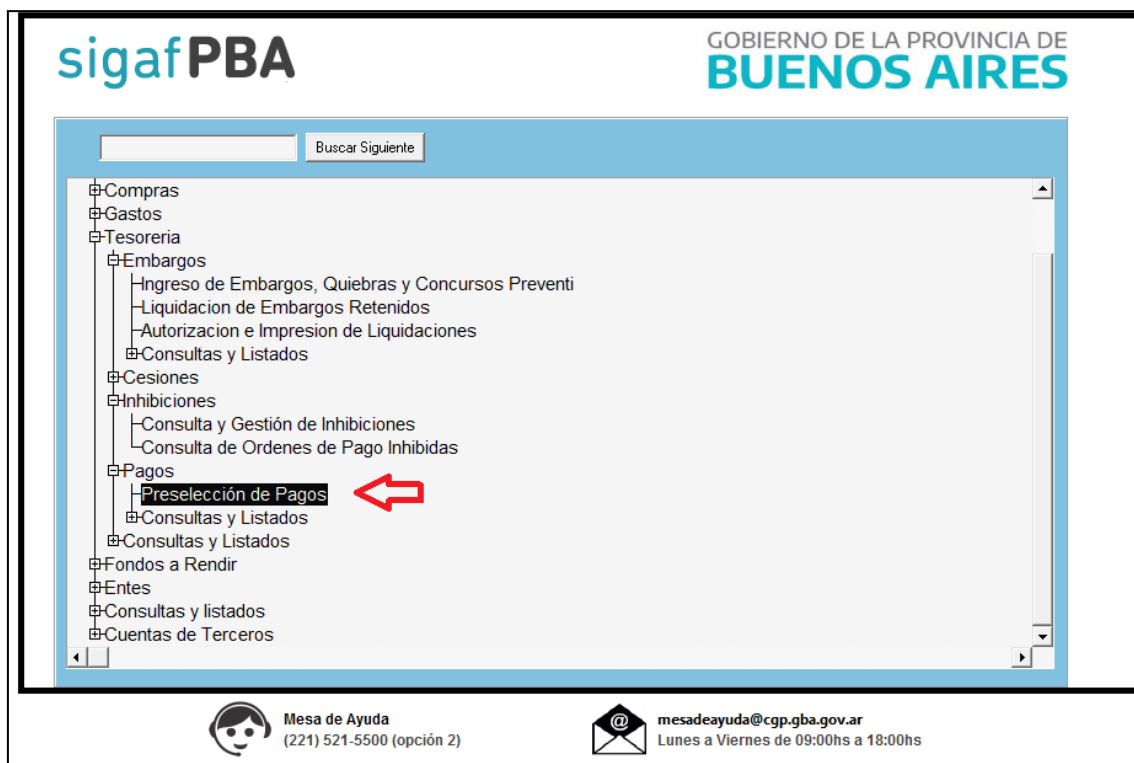 sigafPBA
GOBIERNO DE LA PROVINCIA DE
BUENOS AIRES
Buscar Siguiente
Compras
Gastos
Tesoreria
Embargos
Ingreso de Embargos, Quiebras y Concursos Preventi
Liquidacion de Embargos Retenidos
Autorizacion e Impresion de Liquidaciones
Consultas y Listados
Cesiones
Inhibiciones
Consulta y Gestión de Inhibiciones
Consulta de Ordenes de Pago Inhibidas
Pagos
Preselección de Pagos
Consultas y Listados
Consultas y Listados
Fondos a Rendir
Entes
Consultas y listados
Cuentas de Terceros
Mesa de Ayuda
(221) 521-5500 (opción 2)
@
mesadeayuda@cgp.gba.gov.ar
Lunes a Viernes de 09:00hs a 18:00hs